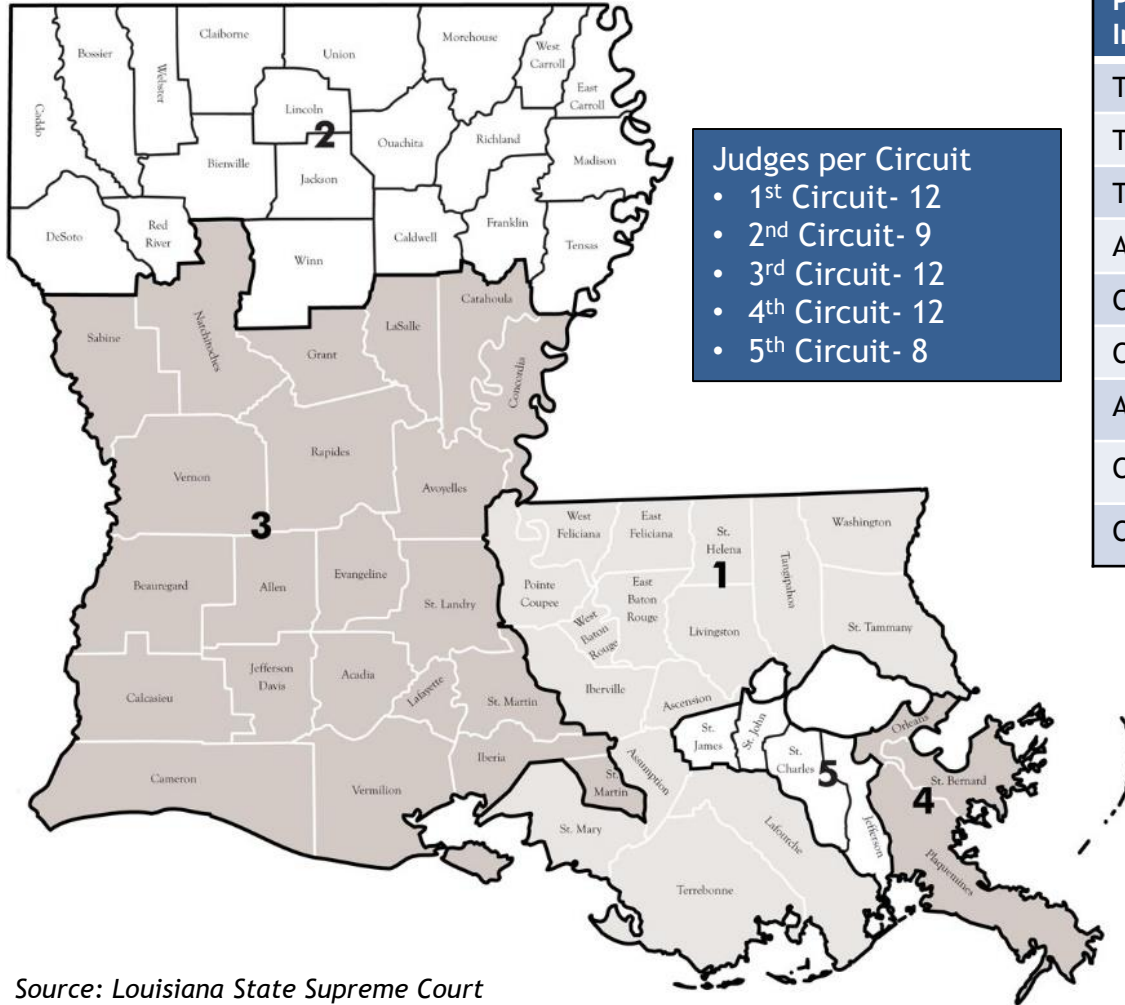 Claiborne
Union
Morehouse
West
Carroll
East
Carroll
Bossier
Webster
Caddo
Lincoln
2
Ouachita
Richland
Madison
Bienville
Jackson
DeSoto
Red
River
Winn
Caldwell
Franklin
Tensas
Judges per Circuit
• 1st Circuit- 12
• 2nd Circuit- 9
• 3rd Circuit- 12
• 4th Circuit- 12
• 5th Circuit- 8
T
T
T
A
C
C
A
C
C
Sabine
Natchitoches
Grant
LaSalle
Catahoula
Concordia
Vernon
Rapides
Avoyelles
3
Beauregard
Allen
Evangeline
St. Landry
Calcasieu
Jefferson
Davis
Acadia
Lafayette
St. Martin
Cameron
Vermilion
Iberia
St.
Martin
West
Feliciana
East
Feliciana
St.
Helena
1
Tangipahoa
Washington
Pointe
Coupee
West
Baton
Rouge
East
Baton
Rouge
Livingston
St. Tammany
Iberville
Ascension
Assumption
St.
James
St. John
St.
Charles
5
Jefferson
Orleans
St. Bernard
4
Plaquemines
St. Mary
Lafourche
Terrebonne
Source: Louisiana State Supreme Court